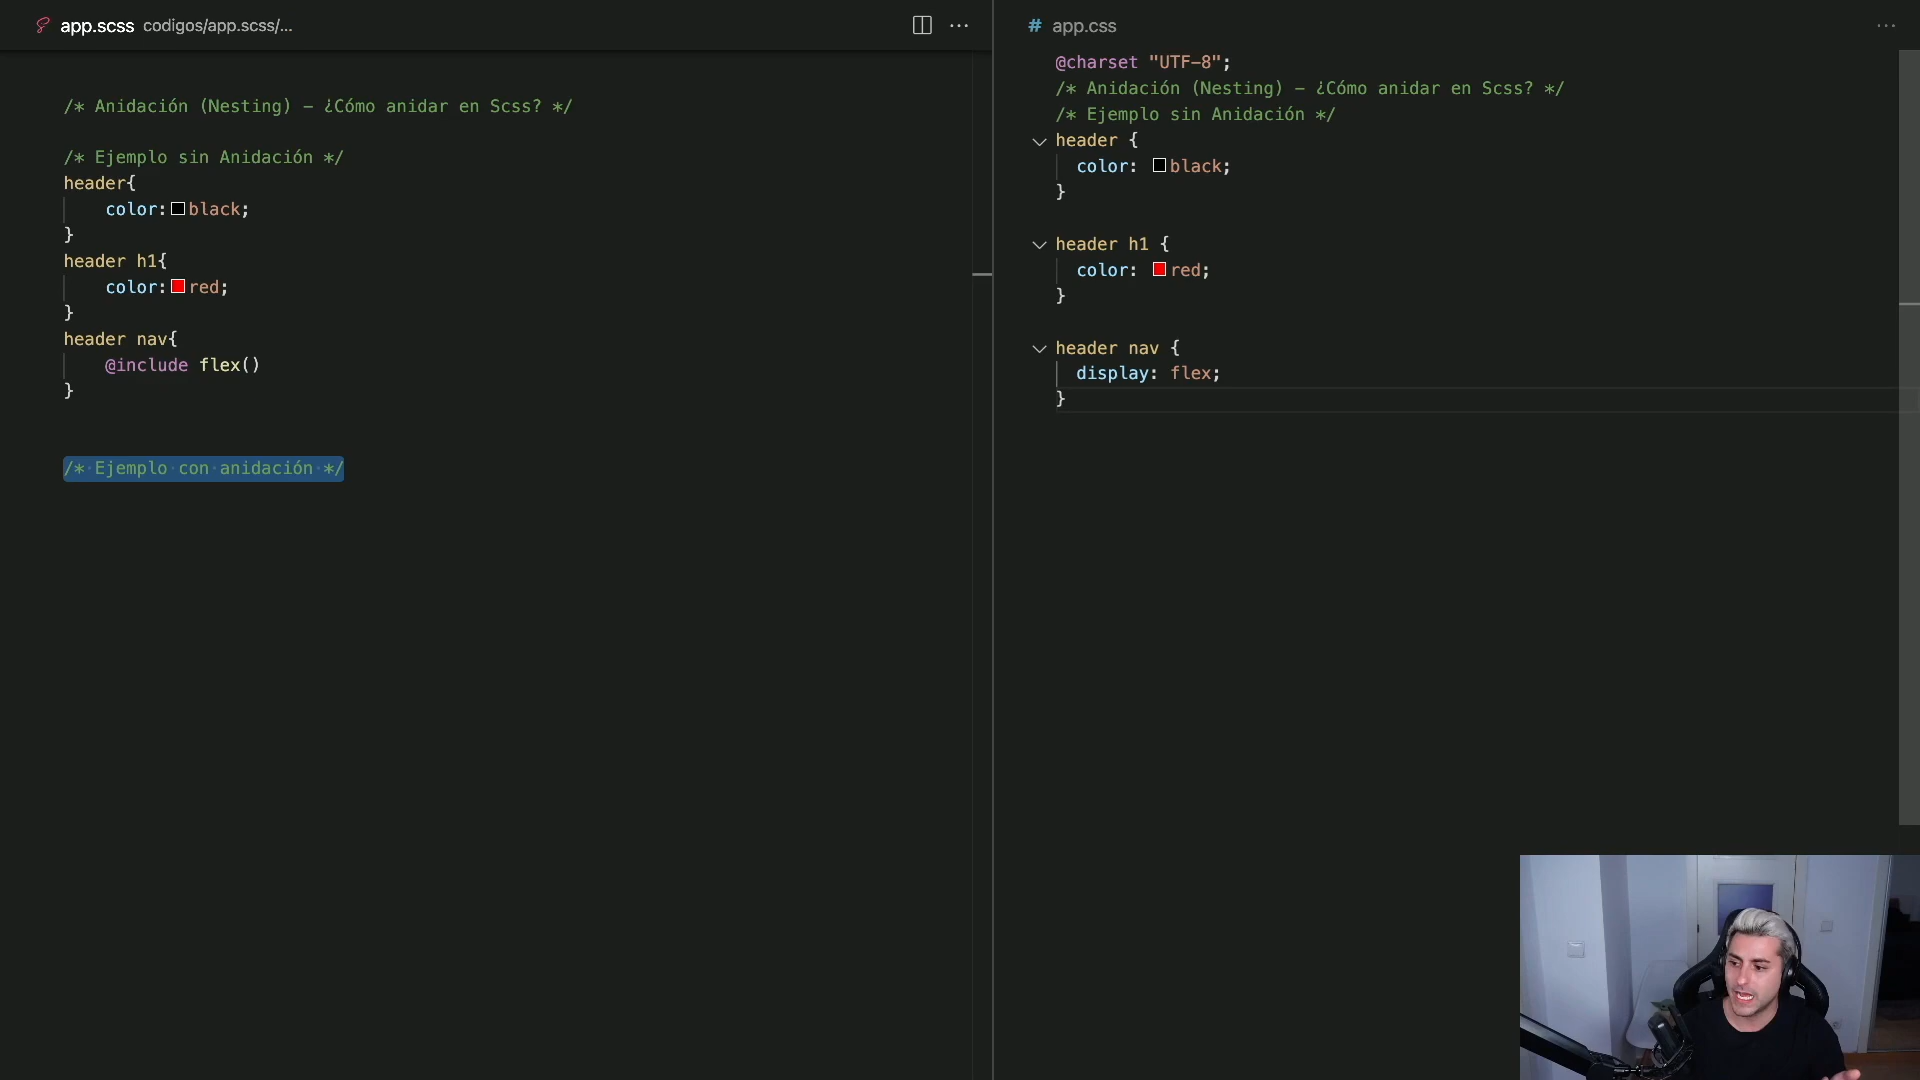 app.scss codigos/app.scss/...
/* Anidación (Nesting) – ¿Cómo anidar en Scss? */
/* Ejemplo sin Anidación */
header{
color:black;
}
header h1{
color:red;
}
header nav{
@include flex()
}
/* Ejemplo con anidación */
# app.css
@charset "UTF-8";
/* Anidación (Nesting) – ¿Cómo anidar en Scss? */
/* Ejemplo sin Anidación */
header {
color: black;
}
header h1 {
color: red;
}
header nav {
display: flex;
}